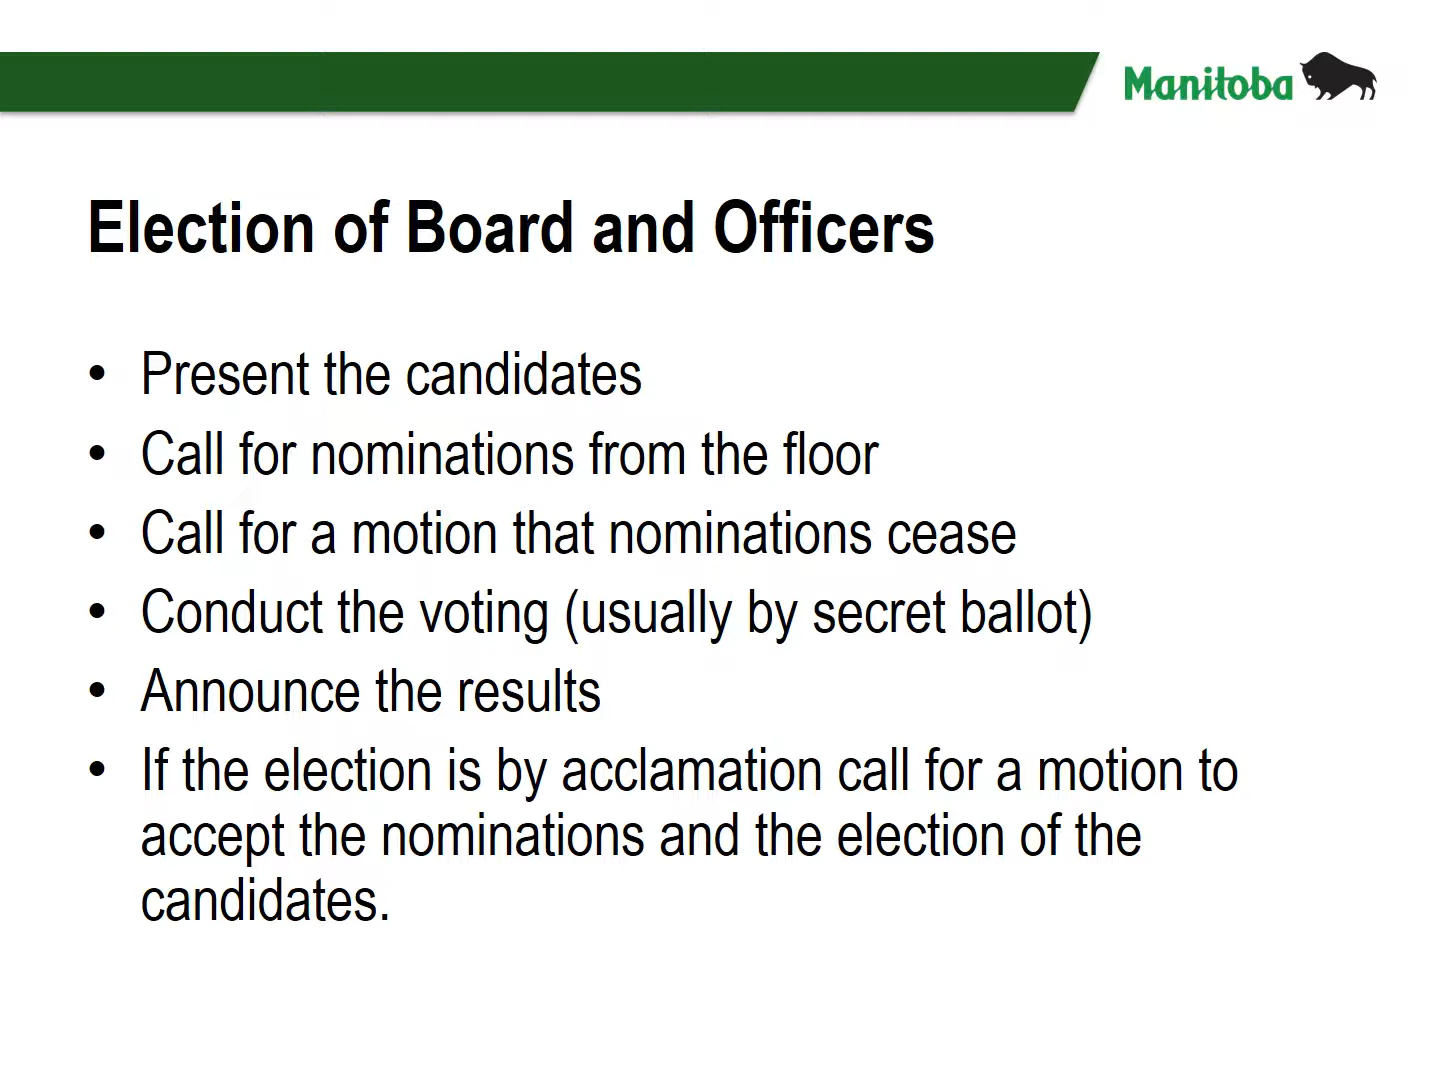 Manitoba
Election of Board and Officers
• Present the candidates
• Call for nominations from the floor
• Call for a motion that nominations cease
• Conduct the voting (usually by secret ballot)
• Announce the results
• If the election is by acclamation call for a motion to
accept the nominations and the election of the
candidates.